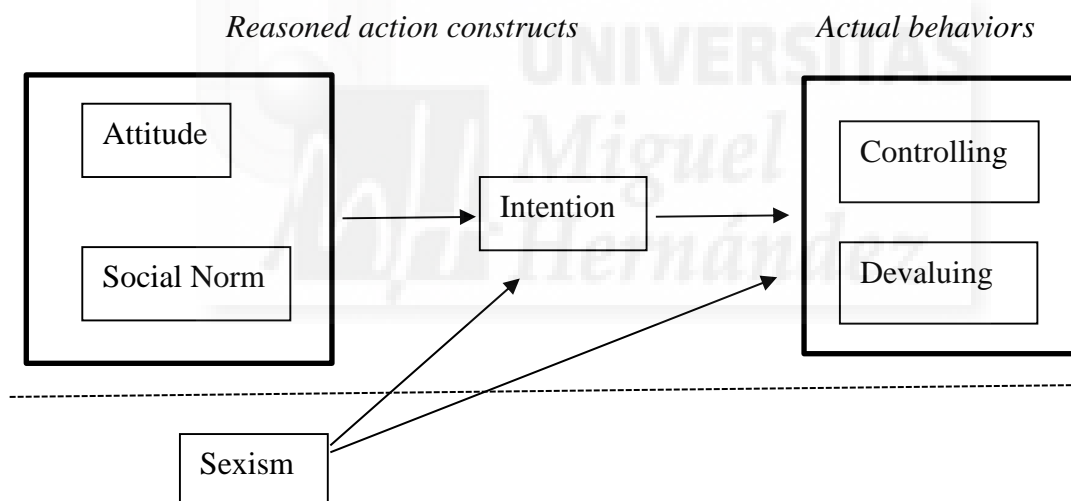 Reasoned action constructs
Actual behaviors
UNIVERSITAS
Miguel
Hernández
Attitude
Controlling
Intention
Social Norm
Devaluing
Sexism